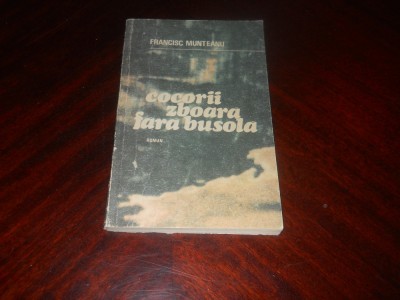 FRANCISC MUNTEANU
cocorii
zboara
fara busola
roman